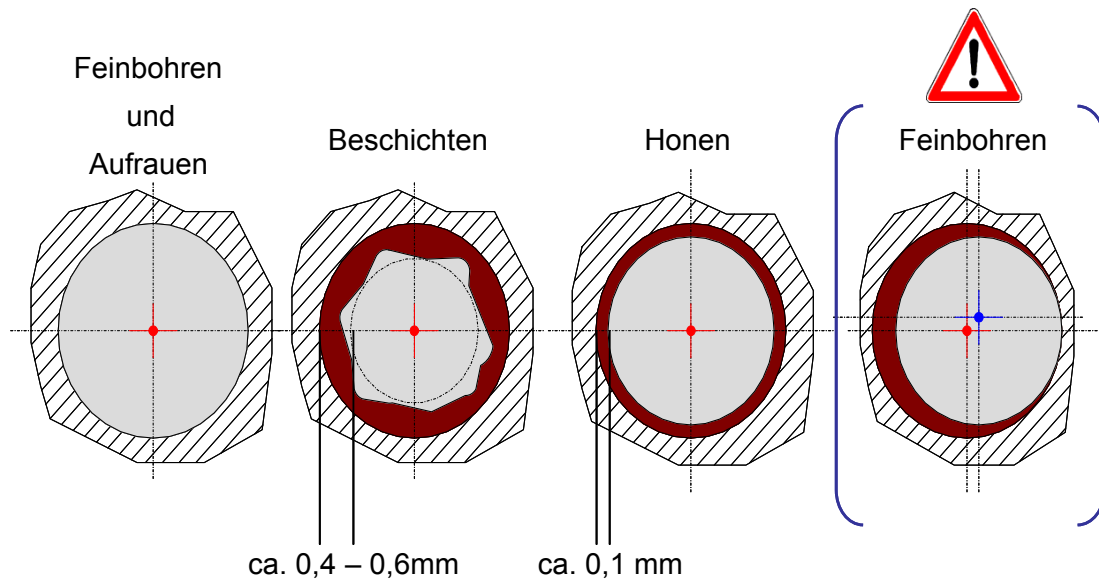 Feinbohren
und
Aufrauen
Beschichten
Honen
Feinbohren
ca. 0,4 – 0,6mm
ca. 0,1 mm